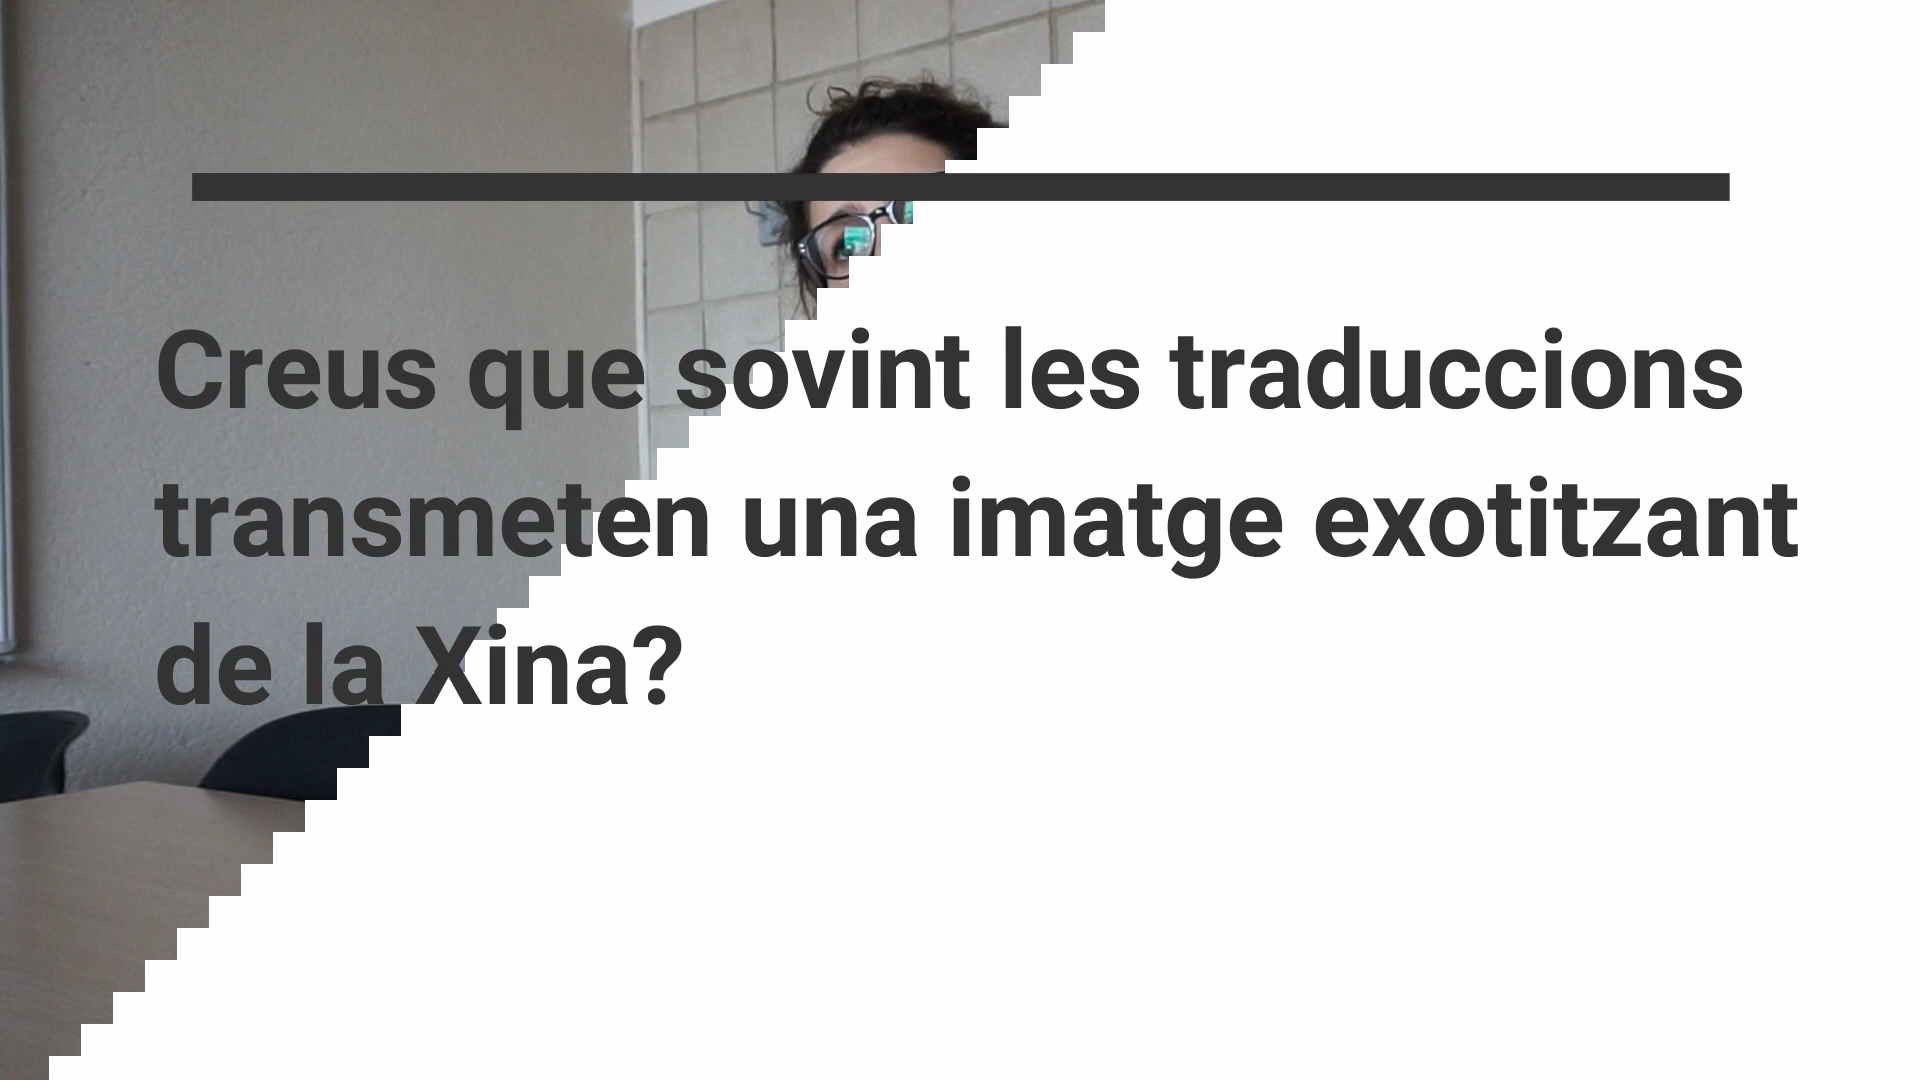 Creus que sovint les traduccions
transmeten una imatge exotitzant
de la Xina?